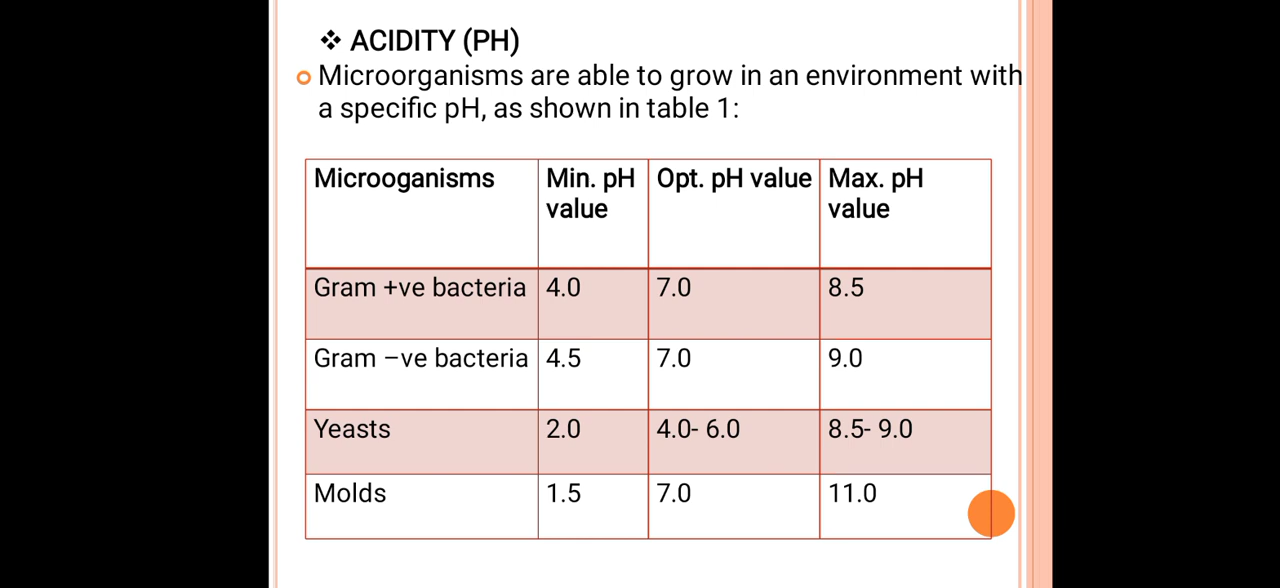 ❖ ACIDITY (PH)
Microorganisms are able to grow in an environment with
a specific pH, as shown in table 1:
Microoganisms Min. pH value Opt. pH value Max. pH value
Gram +ve bacteria 4.0 7.0 8.5
Gram –ve bacteria 4.5 7.0 9.0
Yeasts 2.0 4.0- 6.0 8.5- 9.0
Molds 1.5 7.0 11.0